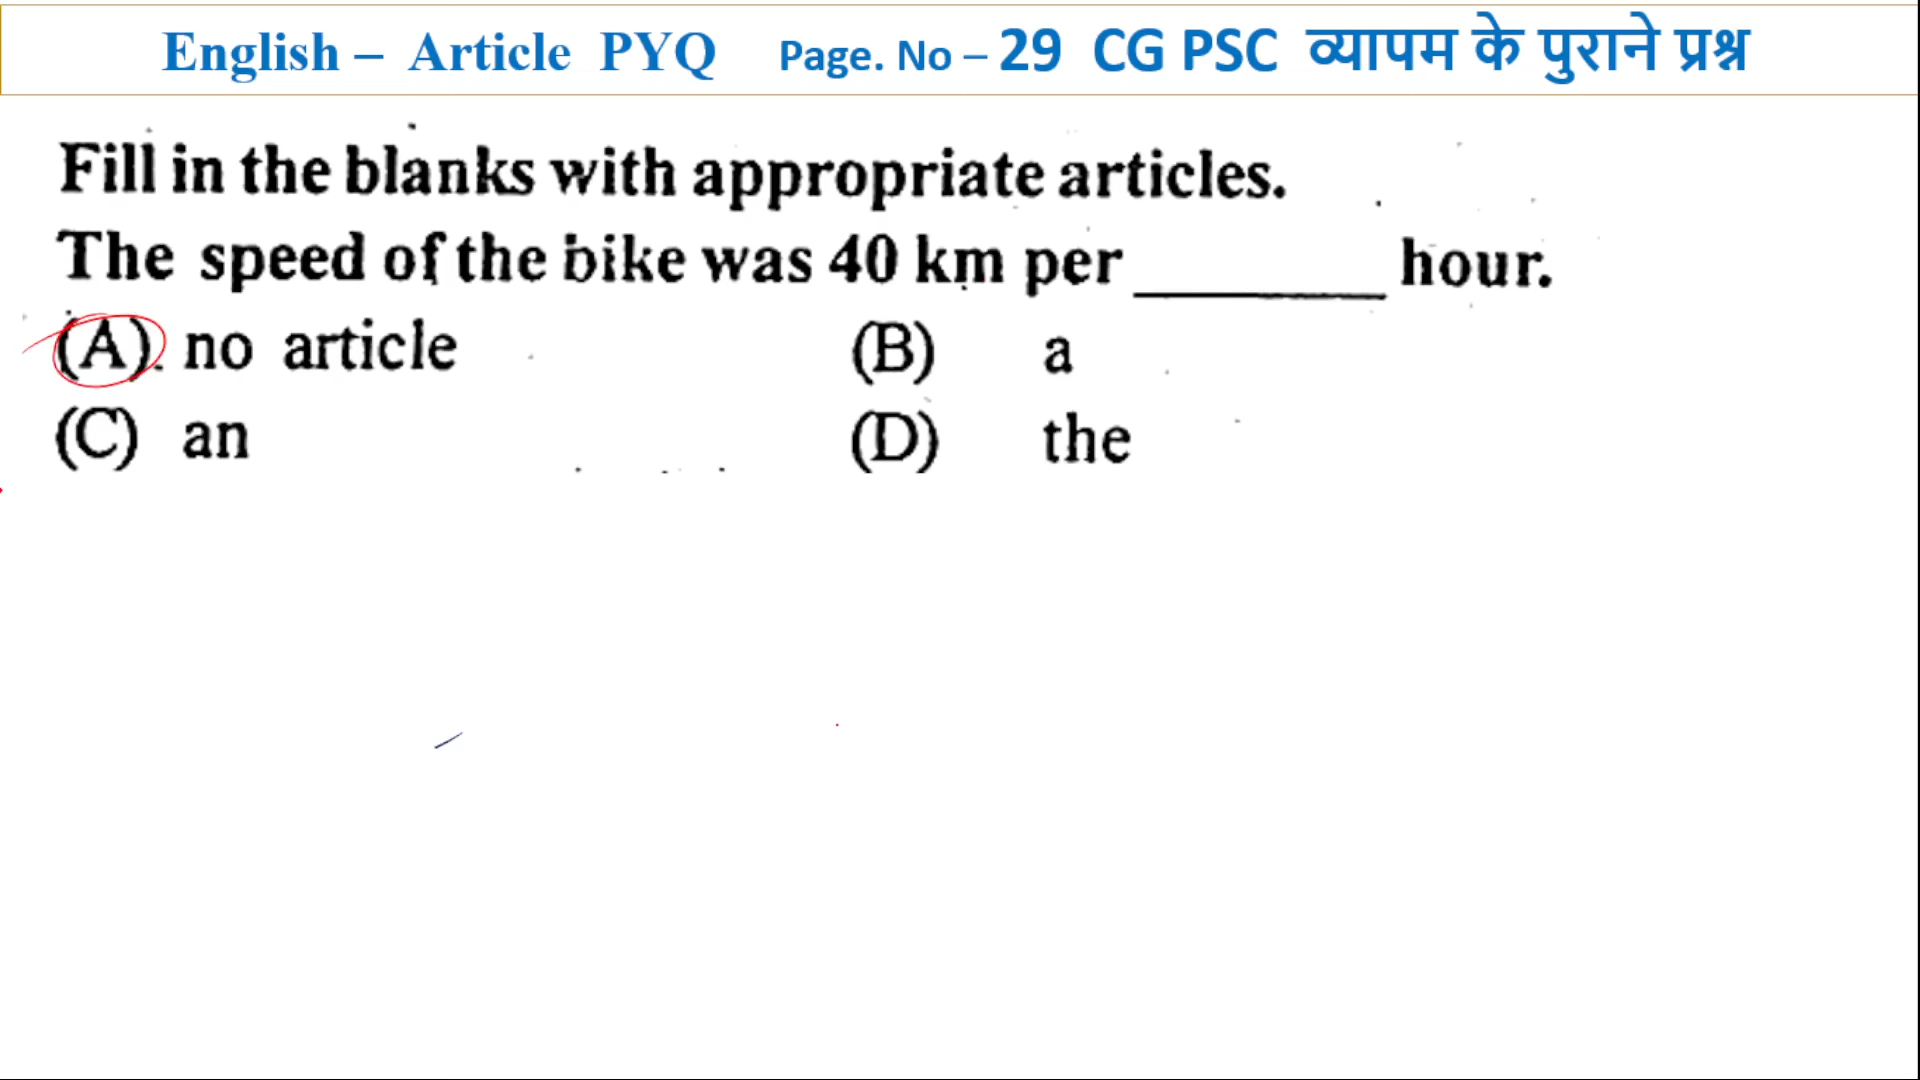 English – Article PYQ Page. No – 29 CG PSC व्यापम के पुराने प्रश्न
Fill in the blanks with appropriate articles.
The speed of the bike was 40 km per ________ hour.
(A) no article (B) a
(C) an (D) the